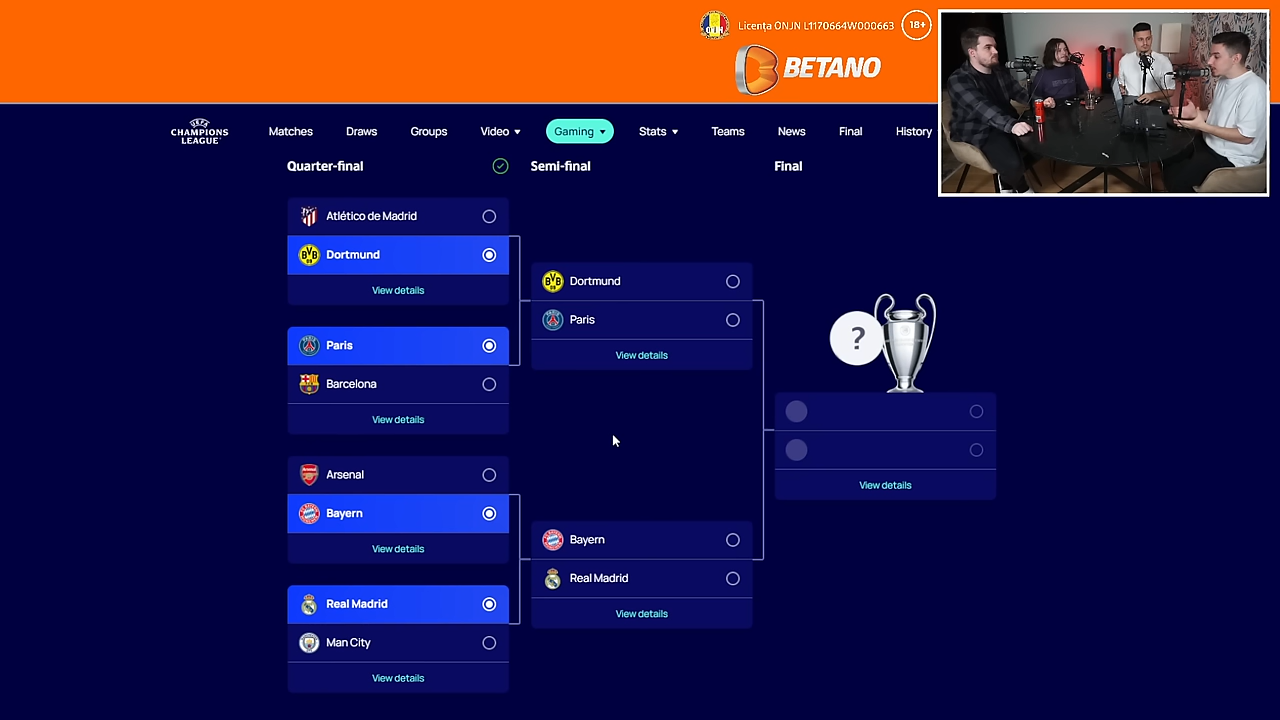 Licența ONJN L1170664W000663
18+
BETANO
UEFA
CHAMPIONS
LEAGUE
Matches
Draws
Groups
Video
Gaming
Stats
Teams
News
Final
History
Quarter-final
Semi-final
Final
Atlético de Madrid
Dortmund
View details
Paris
Barcelona
View details
Arsenal
Bayern
View details
Real Madrid
Man City
View details
Dortmund
Paris
View details
Bayern
Real Madrid
View details
?
View details